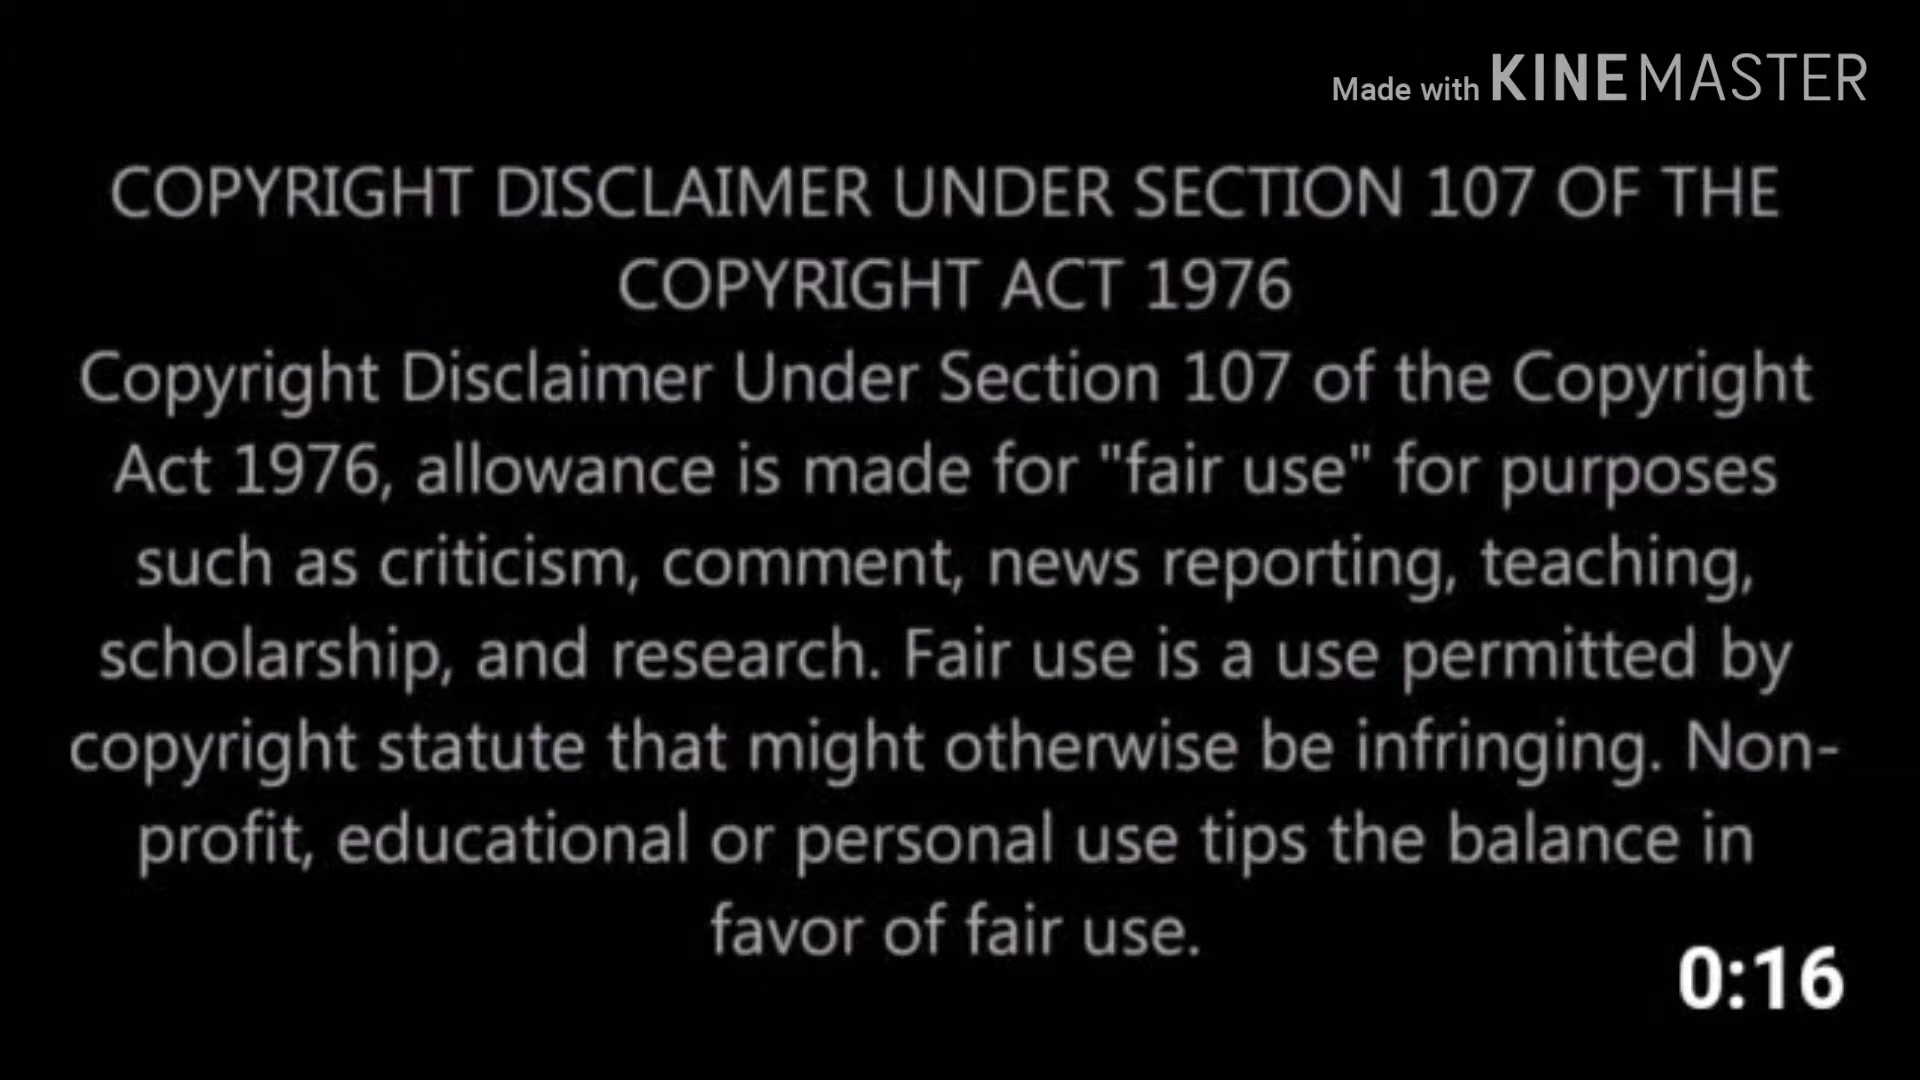 Made with KINEMASTER
COPYRIGHT DISCLAIMER UNDER SECTION 107 OF THE
COPYRIGHT ACT 1976
Copyright Disclaimer Under Section 107 of the Copyright
Act 1976, allowance is made for "fair use" for purposes
such as criticism, comment, news reporting, teaching,
scholarship, and research. Fair use is a use permitted by
copyright statute that might otherwise be infringing. Non-
profit, educational or personal use tips the balance in
favor of fair use.
0:16